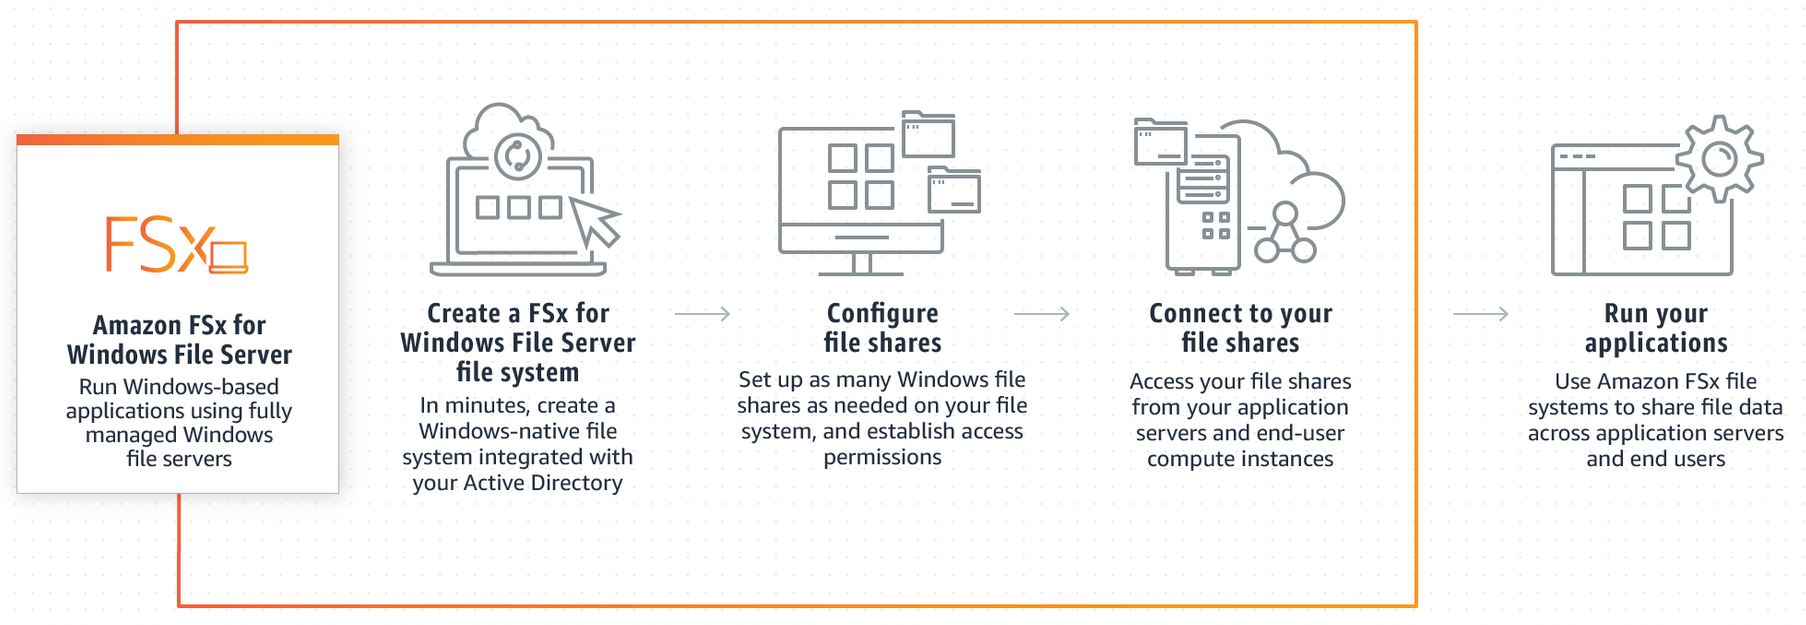 FSx
Amazon FSx for
Windows File Server
Run Windows-based
applications using fully
managed Windows
file servers
Create a FSx for
Windows File Server
file system
In minutes, create a
Windows-native file
system integrated with
your Active Directory
Configure
file shares
Set up as many Windows file
shares as needed on your file
system, and establish access
permissions
Connect to your
file shares
Access your file shares
from your application
servers and end-user
compute instances
Run your
applications
Use Amazon FSx file
systems to share file data
across application servers
and end users